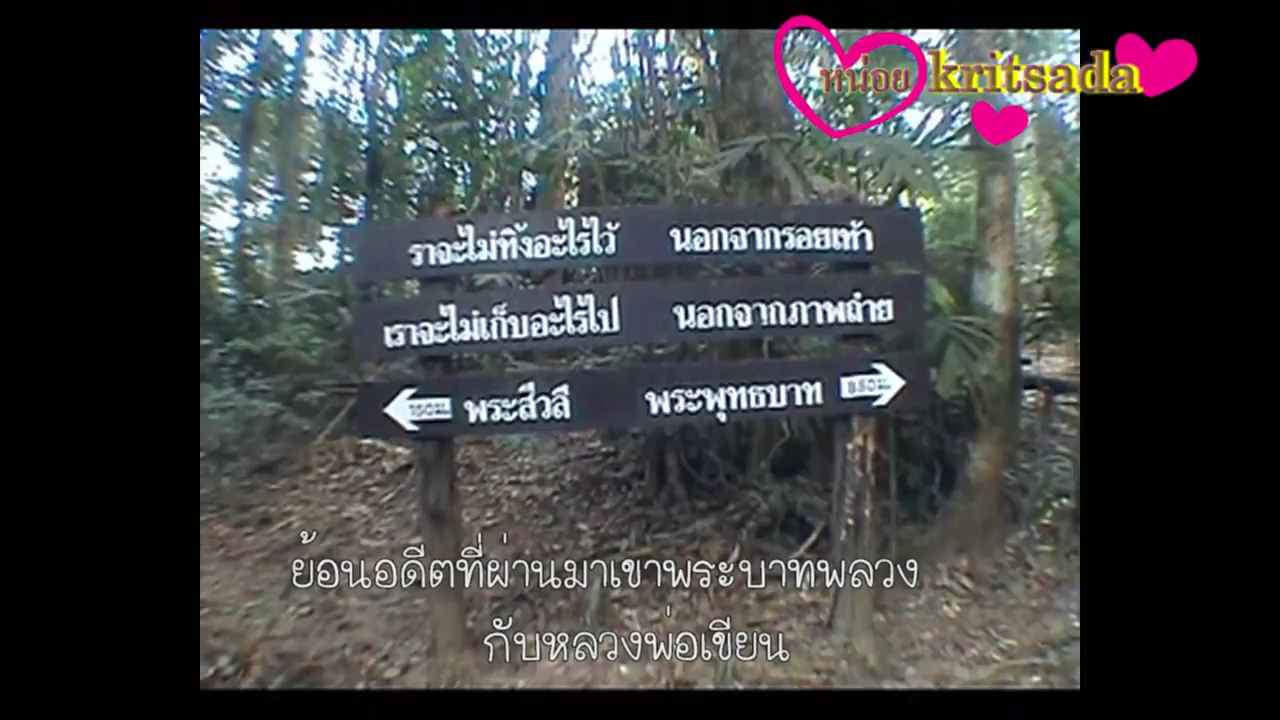 หน่อย kritsada
ราจะไม่ทิ้งอะไรไว้ นอกจากรอยเท้า
เราจะไม่เก็บอะไรไป นอกจากภาพถ่าย
พระสีวลี พระพุทธบาท
ย้อนอดีตที่ผ่านมาเขาพระบาทพลวง
กับหลวงพ่อเขียน